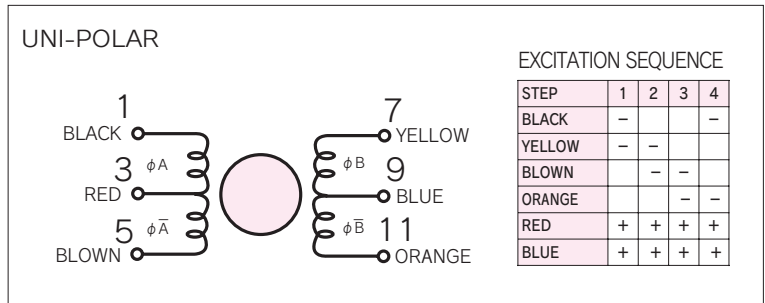 UNI-POLAR
1
BLACK
3
φA
RED
5
φA̅
BLOWN
7
YELLOW
φB
9
BLUE
φB̅
11
ORANGE
EXCITATION SEQUENCE
STEP 1 2 3 4
BLACK – –
YELLOW – –
BLOWN – –
ORANGE – –
RED + + + +
BLUE + + + +